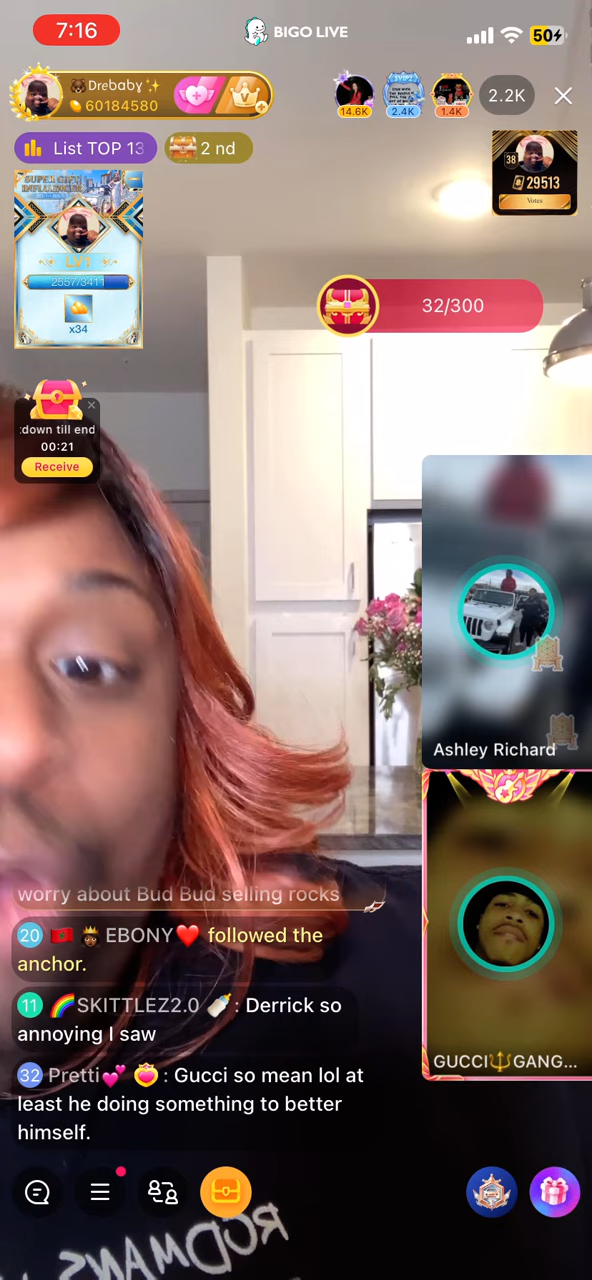 7:16
BIGO LIVE
50
Drebaby
60184580
14.6K
2.4K
1.4K
2.2K
List TOP 13
2 nd
38
29513
Votes
SUPER GIFT
INFLUENCER
LV1
2557/3411
x34
32/300
:down till end
00:21
Receive
Ashley Richard
worry about Bud Bud selling rocks
20 EBONY followed the
anchor.
11 SKITTLEZ2.0 : Derrick so
annoying I saw
GUCCI GANG...
32 Pretti : Gucci so mean lol at
least he doing something to better
himself.
RODMANS